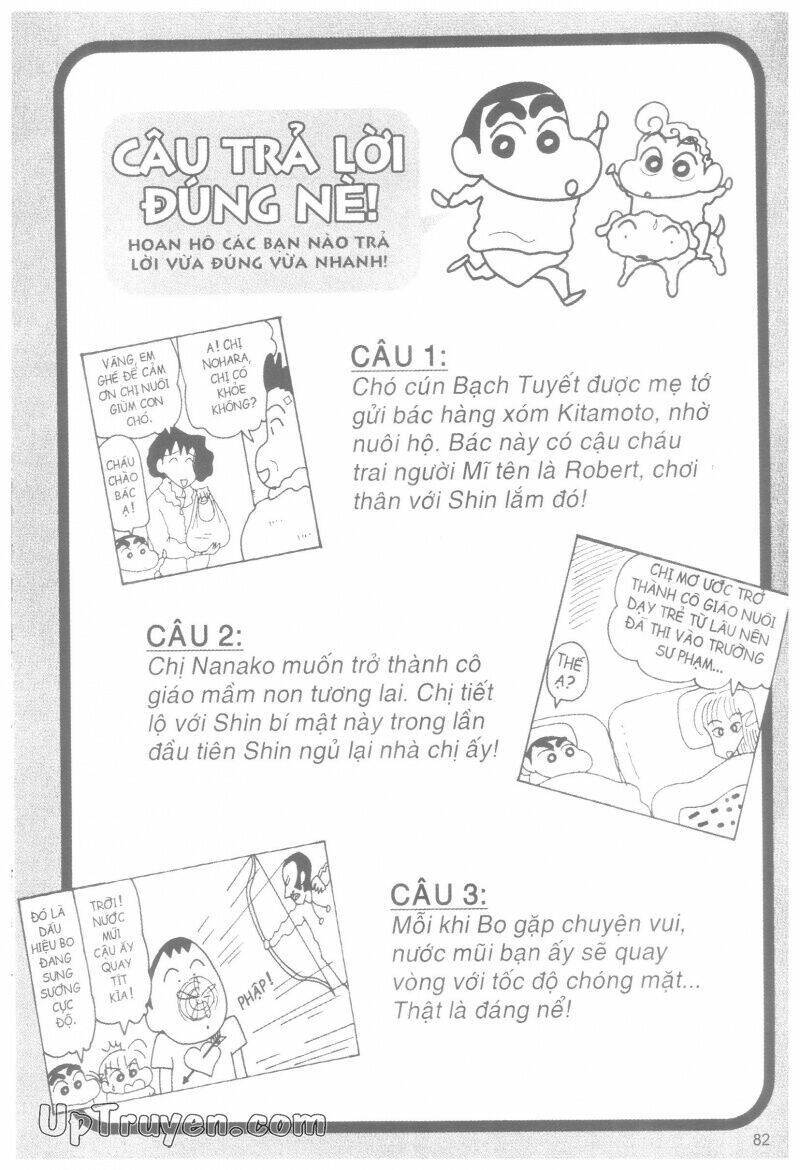 CÂU TRẢ LỜI
ĐÚNG NÈ!
HOAN HÔ CÁC BẠN NÀO TRẢ
LỜI VỪA ĐÚNG VỪA NHANH!
CÂU 1:
Chó cún Bạch Tuyết được mẹ tớ
gửi bác hàng xóm Kitamoto, nhờ
nuôi hộ. Bác này có cậu cháu
trai người Mĩ tên là Robert, chơi
thân với Shin lắm đó!
A! CHỊ
NOHARA,
CHỊ CÓ
KHỎE
KHÔNG?
VÂNG, EM
GHÉ ĐỂ CẢM
ƠN CHỊ NUÔI
GIÙM CON
CHÓ.
CHÁU
CHÀO
BÁC
Ạ!
CÂU 2:
Chị Nanako muốn trở thành cô
giáo mầm non tương lai. Chị tiết
lộ với Shin bí mật này trong lần
đầu tiên Shin ngủ lại nhà chị ấy!
CHỊ MƠ ƯỚC TRỞ
THÀNH CÔ GIÁO NUÔI
DẠY TRẺ TỪ LÂU NÊN
ĐÃ THI VÀO TRƯỜNG
SƯ PHẠM...
THẾ
Ạ?
CÂU 3:
Mỗi khi Bo gặp chuyện vui,
nước mũi bạn ấy sẽ quay
vòng với tốc độ chóng mặt...
Thật là đáng nể!
PHẬP!
TRỜI!
NƯỚC
MŨI
CẬU ẤY
QUAY
TÍT
KÌA!
ĐÓ LÀ
DẤU
HIỆU BO
ĐANG
SUNG
SƯỚNG
CỰC
ĐỘ.
UpTruyen.com
82